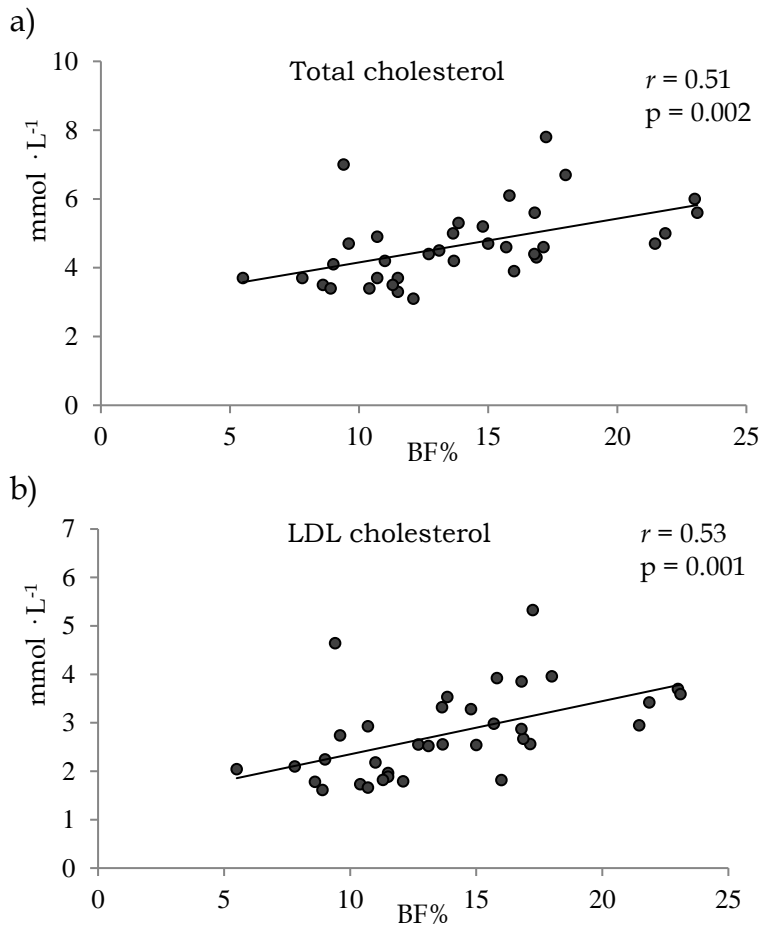 a)
Total cholesterol
r = 0.51
p = 0.002
mmol · L-1
10
8
6
4
2
0
0 5 10 15 20 25
BF%
b)
LDL cholesterol
r = 0.53
p = 0.001
mmol · L-1
7
6
5
4
3
2
1
0
0 5 10 15 20 25
BF%